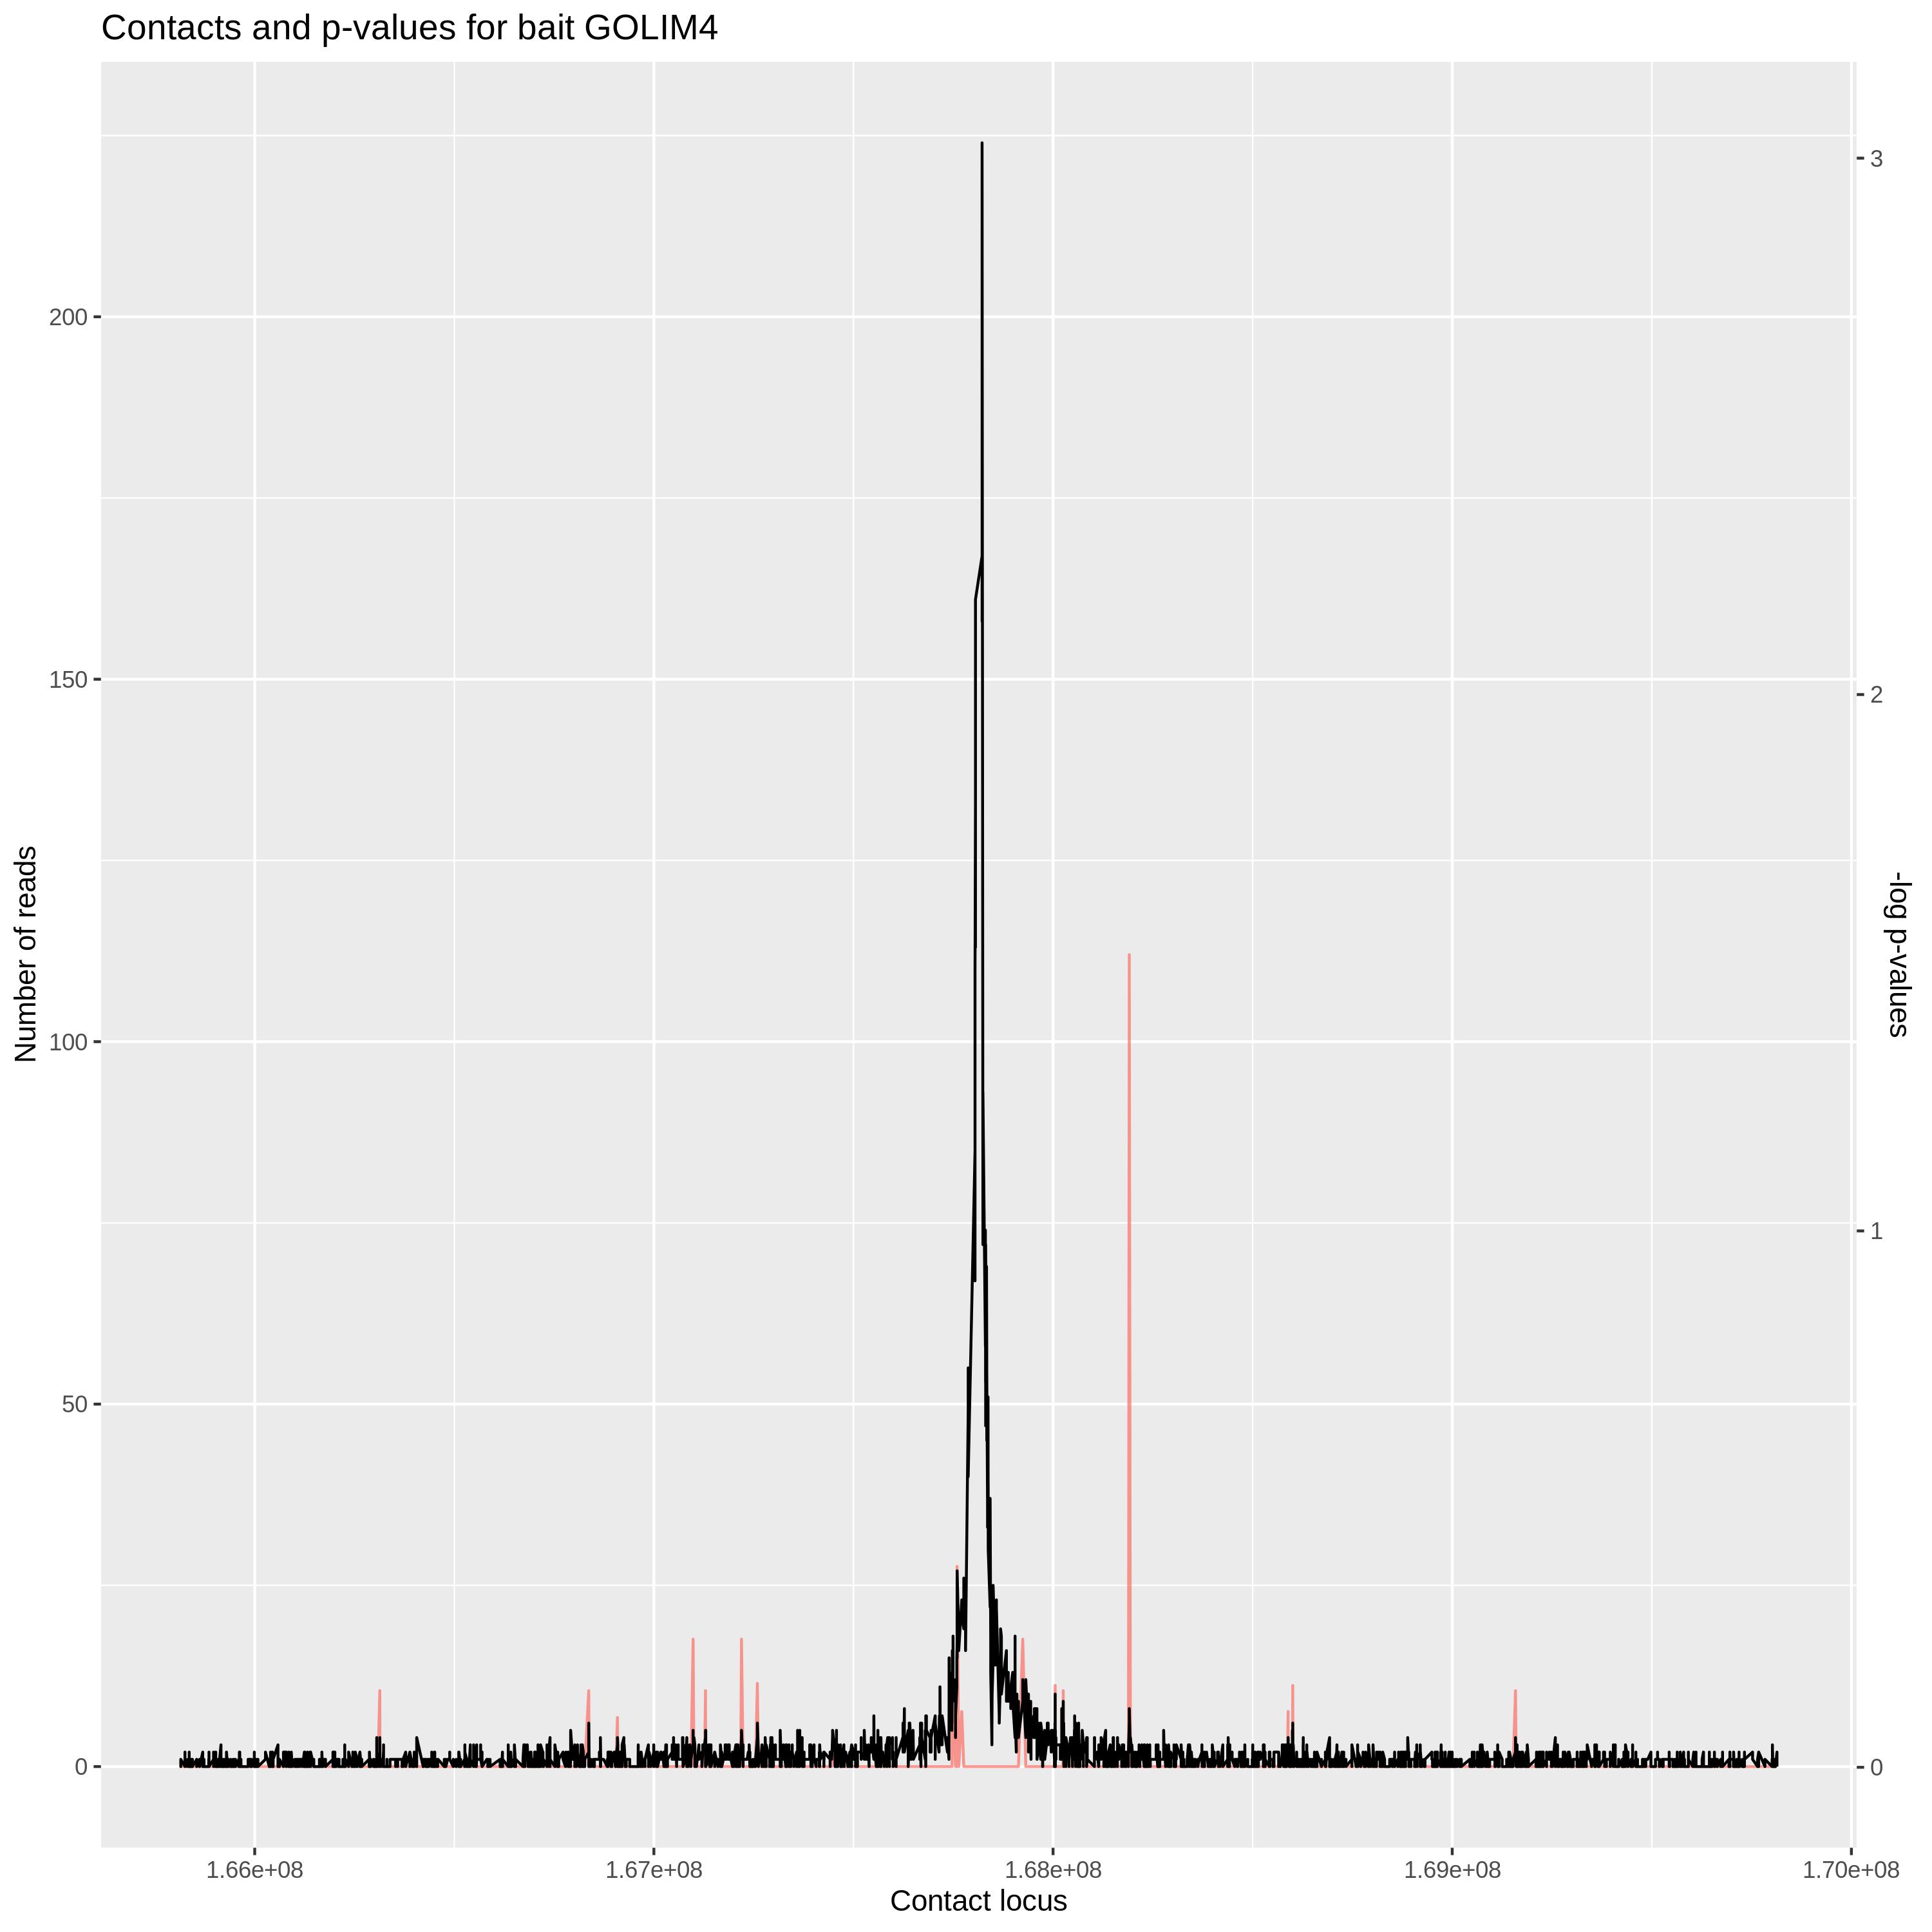 Contacts and p-values for bait GOLIM4
Number of reads
200
150
100
50
0
3
2
1
0
-log p-values
1.66e+08 1.67e+08 1.68e+08 1.69e+08 1.70e+08
Contact locus